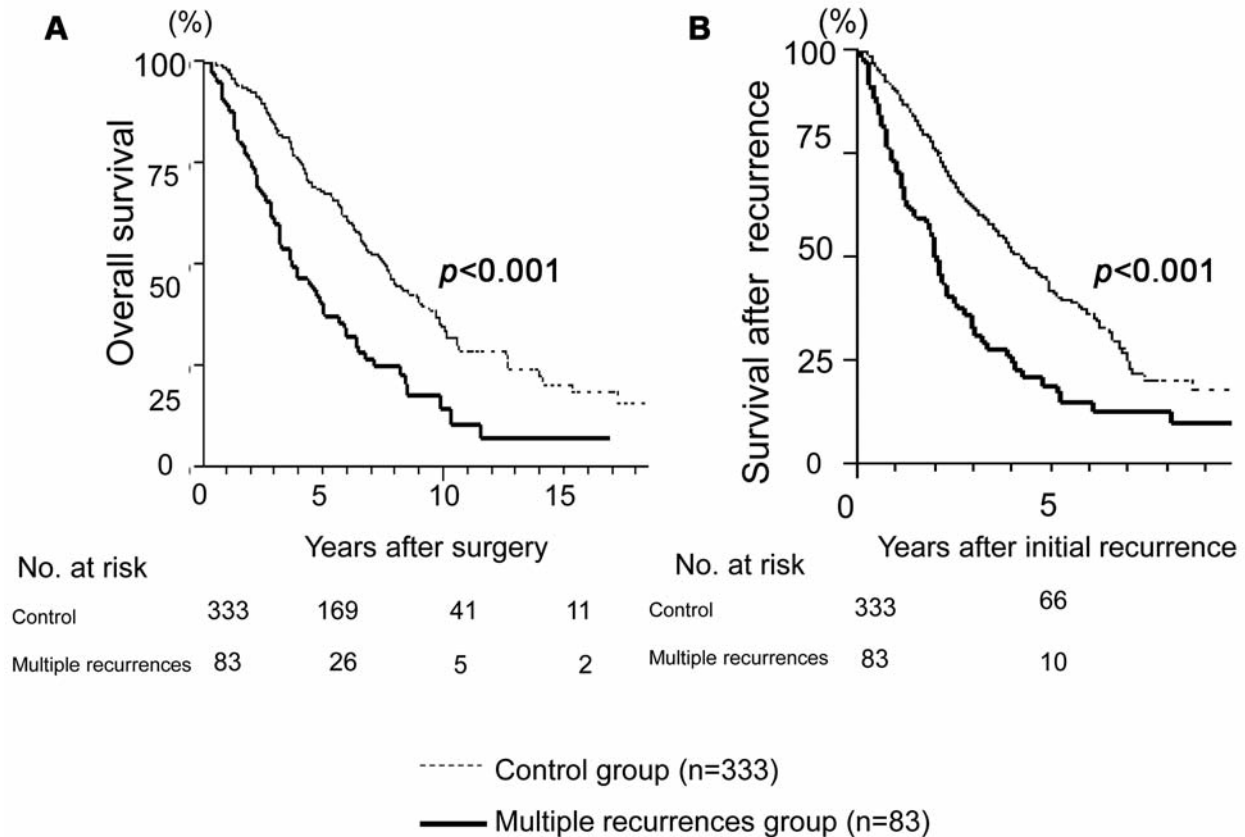 A
(%)
Overall survival
100
75
50
25
0
p<0.001
0 5 10 15
Years after surgery
No. at risk
Control 333 169 41 11
Multiple recurrences 83 26 5 2
B
(%)
Survival after recurrence
100
75
50
25
0
p<0.001
0 5
Years after initial recurrence
No. at risk
Control 333 66
Multiple recurrences 83 10
Control group (n=333)
Multiple recurrences group (n=83)